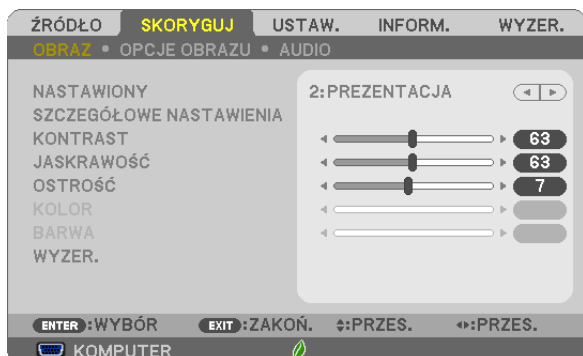 ŹRÓDŁO SKORYGUJ USTAW. INFORM. WYZER.
OBRAZ • OPCJE OBRAZU • AUDIO
NASTAWIONY 2:PREZENTACJA
SZCZEGÓŁOWE NASTAWIENIA
KONTRAST 63
JASKRAWOŚĆ 63
OSTROŚĆ 7
KOLOR
BARWA
WYZER.
ENTER :WYBÓR EXIT :ZAKOŃ. :PRZES. :PRZES.
KOMPUTER